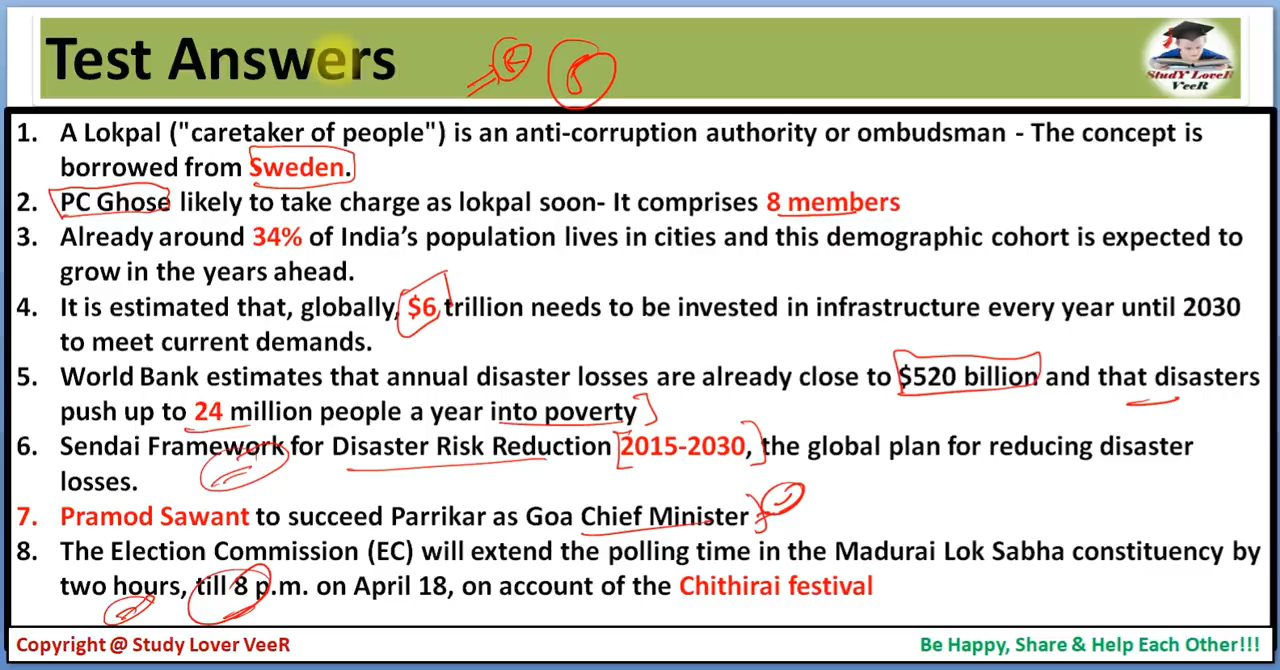 Test Answers
R 8
StudY LoveR
VeeR
1. A Lokpal ("caretaker of people") is an anti-corruption authority or ombudsman - The concept is
borrowed from Sweden.
2. PC Ghose likely to take charge as lokpal soon- It comprises 8 members
3. Already around 34% of India's population lives in cities and this demographic cohort is expected to
grow in the years ahead.
4. It is estimated that, globally, $6 trillion needs to be invested in infrastructure every year until 2030
to meet current demands.
5. World Bank estimates that annual disaster losses are already close to $520 billion and that disasters
push up to 24 million people a year into poverty
6. Sendai Framework for Disaster Risk Reduction 2015-2030, the global plan for reducing disaster
losses.
7. Pramod Sawant to succeed Parrikar as Goa Chief Minister
8. The Election Commission (EC) will extend the polling time in the Madurai Lok Sabha constituency by
two hours, till 8 p.m. on April 18, on account of the Chithirai festival
Copyright @ Study Lover VeeR Be Happy, Share & Help Each Other!!!